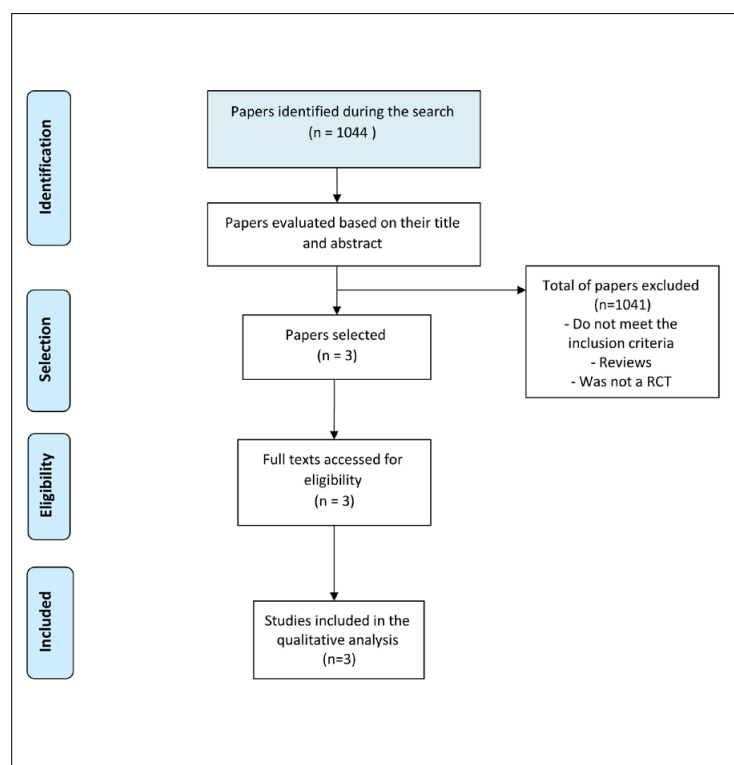 Identification
Papers identified during the search
(n = 1044 )
Papers evaluated based on their title
and abstract
Selection
Total of papers excluded
(n=1041)
- Do not meet the
inclusion criteria
- Reviews
- Was not a RCT
Papers selected
(n = 3)
Eligibility
Full texts accessed for
eligibility
(n = 3)
Included
Studies included in the
qualitative analysis
(n=3)